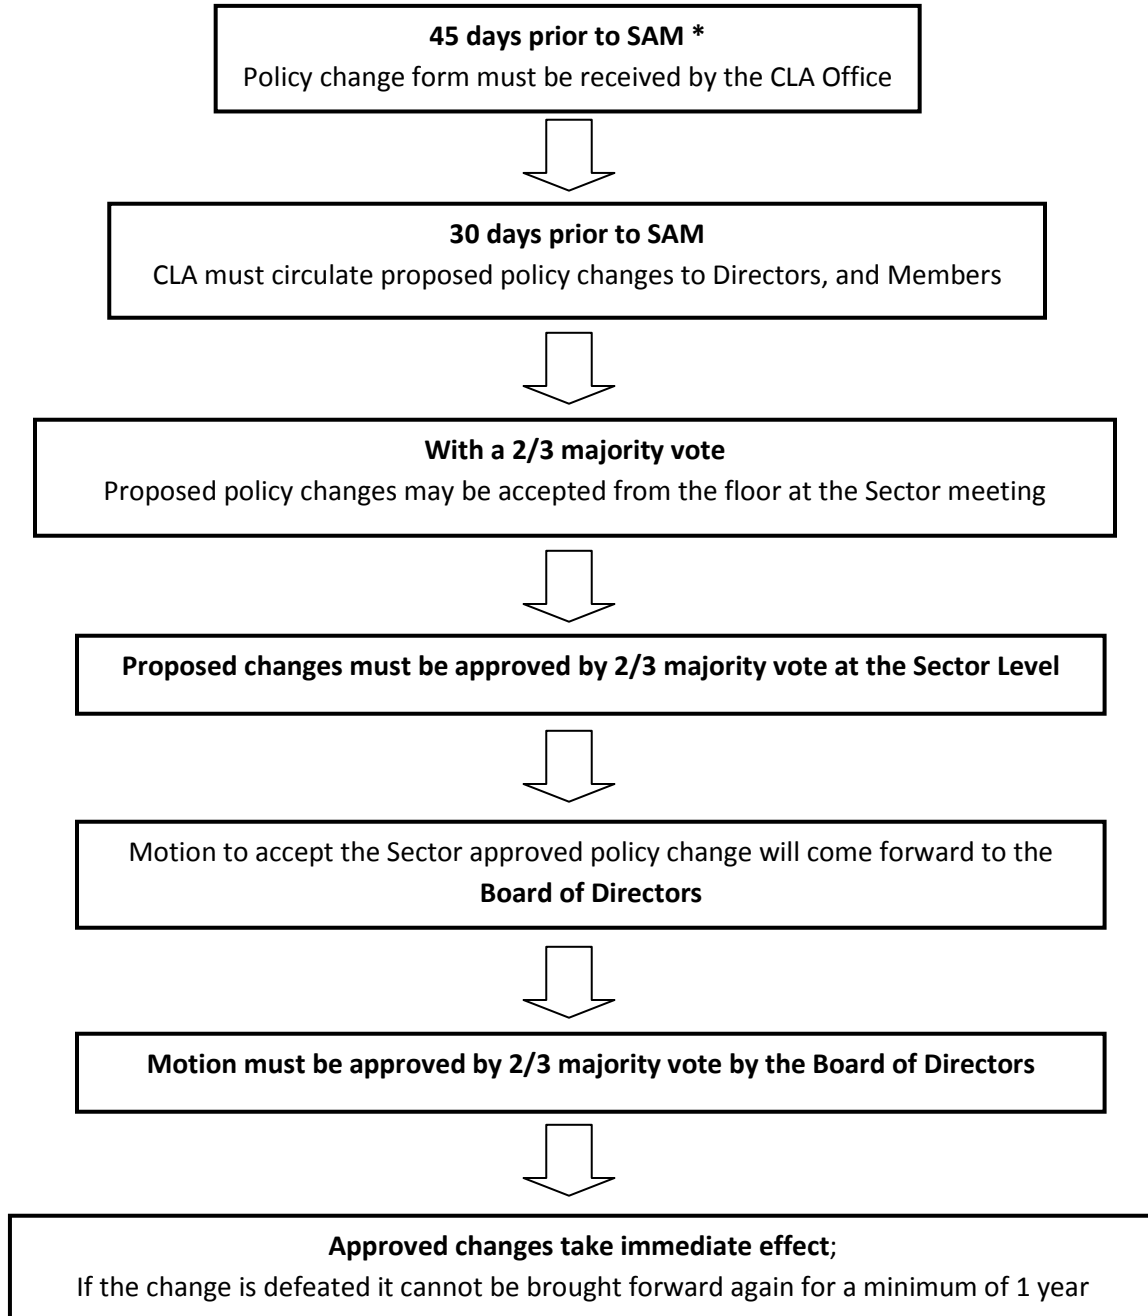 45 days prior to SAM *
Policy change form must be received by the CLA Office
30 days prior to SAM
CLA must circulate proposed policy changes to Directors, and Members
With a 2/3 majority vote
Proposed policy changes may be accepted from the floor at the Sector meeting
Proposed changes must be approved by 2/3 majority vote at the Sector Level
Motion to accept the Sector approved policy change will come forward to the
Board of Directors
Motion must be approved by 2/3 majority vote by the Board of Directors
Approved changes take immediate effect;
If the change is defeated it cannot be brought forward again for a minimum of 1 year